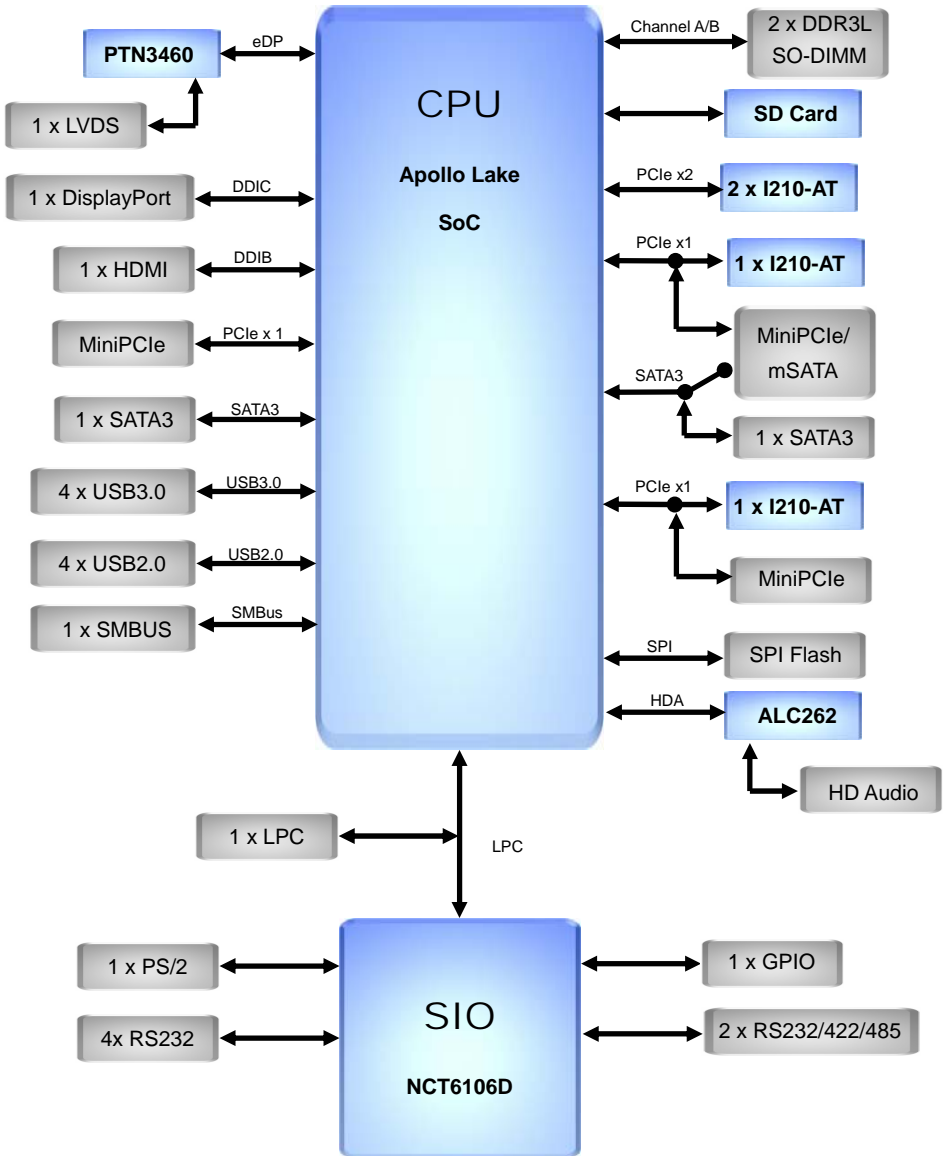 eDP
Channel A/B
2 x DDR3L
SO-DIMM
PTN3460
1 x LVDS
CPU
Apollo Lake
SoC
SD Card
1 x DisplayPort
DDIC
PCIe x2
2 x I210-AT
1 x HDMI
DDIB
PCIe x1
1 x I210-AT
MiniPCIe
PCIe x 1
MiniPCIe/
mSATA
SATA3
1 x SATA3
SATA3
1 x SATA3
4 x USB3.0
USB3.0
PCIe x1
1 x I210-AT
4 x USB2.0
USB2.0
MiniPCIe
1 x SMBUS
SMBus
SPI
SPI Flash
HDA
ALC262
HD Audio
1 x LPC
LPC
1 x PS/2
1 x GPIO
SIO
NCT6106D
4x RS232
2 x RS232/422/485